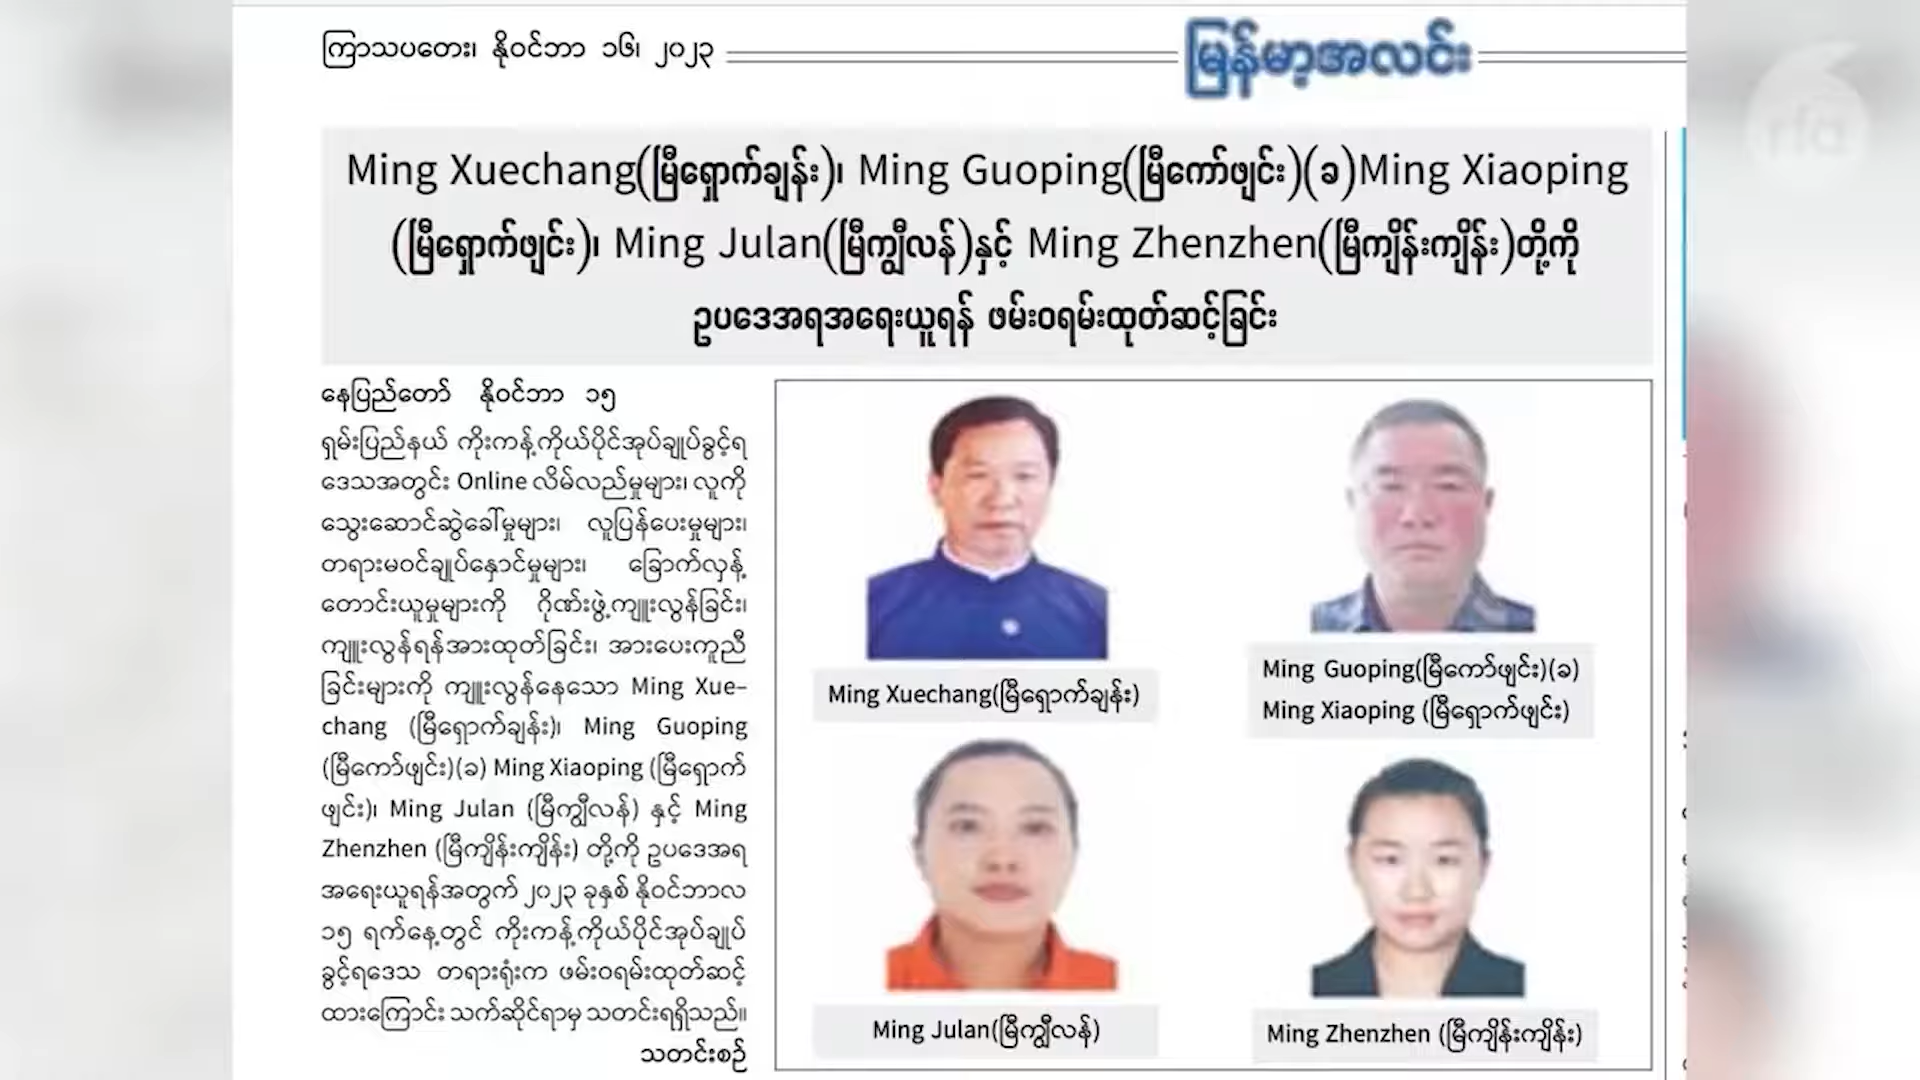 ကြာသပတေး၊ နိုဝင်ဘာ ၁၆၊ ၂၀၂၃
မြန်မာ့အလင်း
rfa
Ming Xuechang(မြီရှောက်ချန်း)၊ Ming Guoping(မြီကော်ဖျင်း)(ခ)Ming Xiaoping
(မြီရှောက်ဖျင်း)၊ Ming Julan(မြီကျွီလန်)နှင့် Ming Zhenzhen(မြီကျိန်းကျိန်း)တို့ကို
ဥပဒေအရအရေးယူရန် ဖမ်းဝရမ်းထုတ်ဆင့်ခြင်း
နေပြည်တော် နိုဝင်ဘာ ၁၅
ရှမ်းပြည်နယ် ကိုးကန့်ကိုယ်ပိုင်အုပ်ချုပ်ခွင့်ရ
ဒေသအတွင်း Online လိမ်လည်မှုများ၊ လူကို
သွေးဆောင်ဆွဲခေါ်မှုများ၊ လူပြန်ပေးမှုများ၊
တရားမဝင်ချုပ်နှောင်မှုများ၊ ခြောက်လှန့်
တောင်းယူမှုများကို ဂိုဏ်းဖွဲ့ကျူးလွန်ခြင်း၊
ကျူးလွန်ရန်အားထုတ်ခြင်း၊ အားပေးကူညီ
ခြင်းများကို ကျူးလွန်နေသော Ming Xue-
chang (မြီရှောက်ချန်း)၊ Ming Guoping
(မြီကော်ဖျင်း)(ခ) Ming Xiaoping (မြီရှောက်
ဖျင်း)၊ Ming Julan (မြီကျွီလန်) နှင့် Ming
Zhenzhen (မြီကျိန်းကျိန်း) တို့ကို ဥပဒေအရ
အရေးယူရန်အတွက် ၂၀၂၃ ခုနှစ် နိုဝင်ဘာလ
၁၅ ရက်နေ့တွင် ကိုးကန့်ကိုယ်ပိုင်အုပ်ချုပ်
ခွင့်ရဒေသ တရားရုံးက ဖမ်းဝရမ်းထုတ်ဆင့်
ထားကြောင်း သက်ဆိုင်ရာမှ သတင်းရရှိသည်။
သတင်းစဉ်
Ming Xuechang(မြီရှောက်ချန်း)
Ming Guoping(မြီကော်ဖျင်း)(ခ)
Ming Xiaoping (မြီရှောက်ဖျင်း)
Ming Julan(မြီကျွီလန်)
Ming Zhenzhen (မြီကျိန်းကျိန်း)